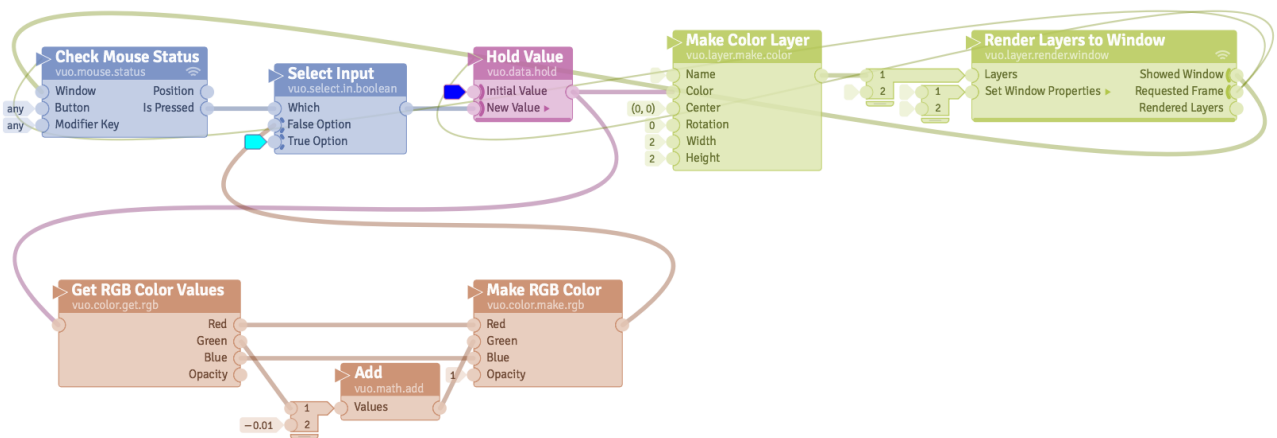 Check Mouse Status
vuo.mouse.status
Window
Position
any
Button
Is Pressed
any
Modifier Key
Select Input
vuo.select.in.boolean
Which
False Option
True Option
Hold Value
vuo.data.hold
Initial Value
New Value
Make Color Layer
vuo.layer.make.color
Name
Color
(0, 0)
Center
0
Rotation
2
Width
2
Height
1
2
1
2
Render Layers to Window
vuo.layer.render.window
Layers
Showed Window
Set Window Properties
Requested Frame
Rendered Layers
Get RGB Color Values
vuo.color.get.rgb
Red
Green
Blue
Opacity
1
−0.01
2
Add
vuo.math.add
Values
Make RGB Color
vuo.color.make.rgb
Red
Green
Blue
1
Opacity